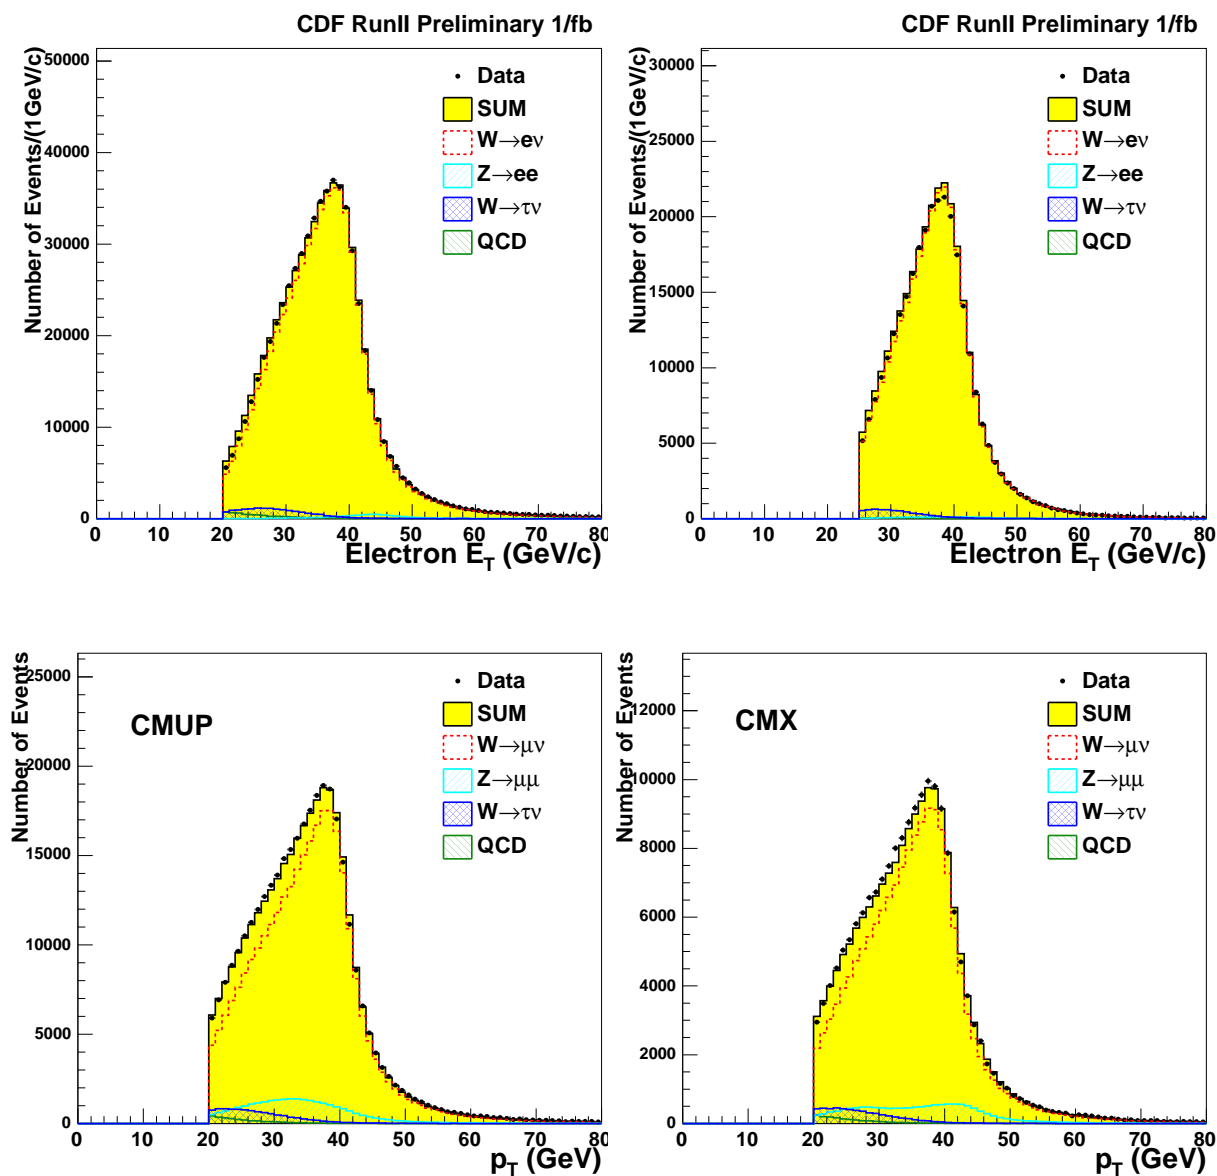 CDF RunII Preliminary 1/fb
Number of Events/(1GeV/c)
50000
40000
30000
20000
10000
0
Data
SUM
W→eν
Z→ee
W→τν
QCD
0 10 20 30 40 50 60 70 80
Electron E_T (GeV/c)
CDF RunII Preliminary 1/fb
Number of Events/(1GeV/c)
30000
25000
20000
15000
10000
5000
0
Data
SUM
W→eν
Z→ee
W→τν
QCD
0 10 20 30 40 50 60 70 80
Electron E_T (GeV/c)
Number of Events
25000
20000
15000
10000
5000
0
CMUP
Data
SUM
W→μν
Z→μμ
W→τν
QCD
0 10 20 30 40 50 60 70 80
p_T (GeV)
Number of Events
12000
10000
8000
6000
4000
2000
0
CMX
Data
SUM
W→μν
Z→μμ
W→τν
QCD
0 10 20 30 40 50 60 70 80
p_T (GeV)